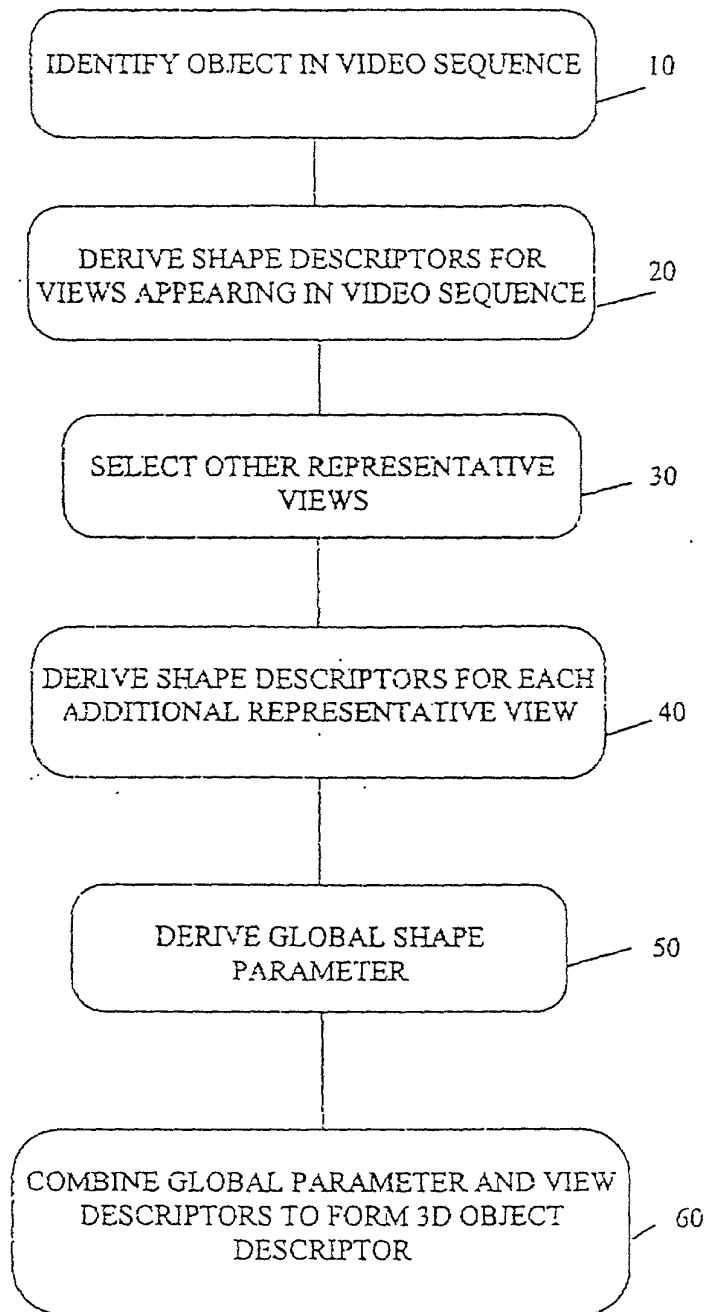 IDENTIFY OBJECT IN VIDEO SEQUENCE
10
DERIVE SHAPE DESCRIPTORS FOR
VIEWS APPEARING IN VIDEO SEQUENCE
20
SELECT OTHER REPRESENTATIVE
VIEWS
30
DERIVE SHAPE DESCRIPTORS FOR EACH
ADDITIONAL REPRESENTATIVE VIEW
40
DERIVE GLOBAL SHAPE
PARAMETER
50
COMBINE GLOBAL PARAMETER AND VIEW
DESCRIPTORS TO FORM 3D OBJECT
DESCRIPTOR
60